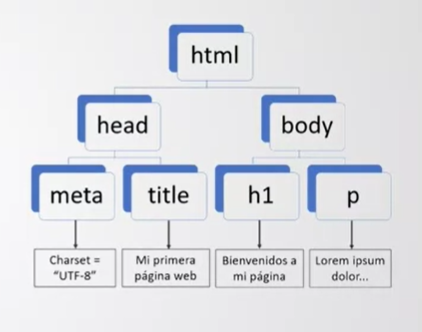 html
head
body
meta
title
h1
p
Charset =
“UTF-8”
Mi primera
página web
Bienvenidos a
mi página
Lorem ipsum
dolor...